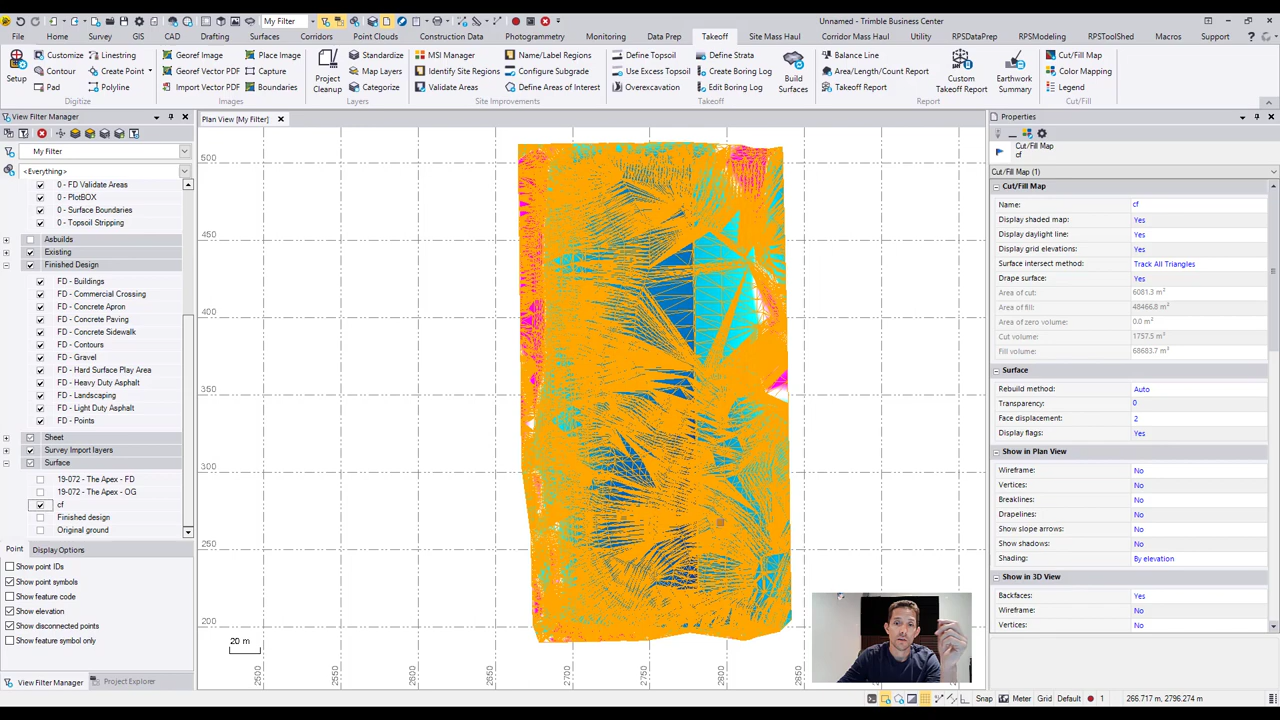 My Filter
Unnamed - Trimble Business Center
File Home Survey GIS CAD Drafting Surfaces Corridors Point Clouds Construction Data Photogrammetry Monitoring Data Prep Takeoff Site Mass Haul Corridor Mass Haul Utility RPSDataPrep RPSModeling RPSToolShed Macros Support
Setup
Customize
Contour
Pad
Linestring
Create Point
Polyline
Digitize
Georef Image
Georef Vector PDF
Import Vector PDF
Place Image
Capture
Boundaries
Images
Project Cleanup
Standardize
Map Layers
Categorize
Layers
MSI Manager
Identify Site Regions
Validate Areas
Name/Label Regions
Configure Subgrade
Define Areas of Interest
Site Improvements
Define Topsoil
Use Excess Topsoil
Overexcavation
Define Strata
Create Boring Log
Edit Boring Log
Build Surfaces
Takeoff
Balance Line
Area/Length/Count Report
Takeoff Report
Custom Takeoff Report
Earthwork Summary
Report
Cut/Fill Map
Color Mapping
Legend
Cut/Fill
View Filter Manager
My Filter
<Everything>
0 - FD Validate Areas
0 - PlotBOX
0 - Surface Boundaries
0 - Topsoil Stripping
Asbuilds
Existing
Finished Design
FD - Buildings
FD - Commercial Crossing
FD - Concrete Apron
FD - Concrete Paving
FD - Concrete Sidewalk
FD - Contours
FD - Gravel
FD - Hard Surface Play Area
FD - Heavy Duty Asphalt
FD - Landscaping
FD - Light Duty Asphalt
FD - Points
Sheet
Survey Import layers
Surface
19-072 - The Apex - FD
19-072 - The Apex - OG
cf
Finished design
Original ground
Point Display Options
Show point IDs
Show point symbols
Show feature code
Show elevation
Show disconnected points
Show feature symbol only
View Filter Manager Project Explorer
Plan View [My Filter]
500
450
400
350
300
250
200
20 m
2500 2550 2600 2650 2700 2750 2800 2850
Properties
Cut/Fill Map
cf
Cut/Fill Map (1)
Cut/Fill Map
Name: cf
Display shaded map: Yes
Display daylight line: Yes
Display grid elevations: Yes
Surface intersect method: Track All Triangles
Drape surface: Yes
Area of cut: 6081.3 m²
Area of fill: 48466.8 m²
Area of zero volume: 0.0 m²
Cut volume: 1757.5 m³
Fill volume: 68683.7 m³
Surface
Rebuild method: Auto
Transparency: 0
Face displacement: 2
Display flags: Yes
Show in Plan View
Wireframe: No
Vertices: No
Breaklines: No
Drapelines: No
Show slope arrows: No
Show shadows: No
Shading: By elevation
Show in 3D View
Backfaces: Yes
Wireframe: No
Vertices: No
Snap Meter Grid Default 1 266.717 m, 2796.274 m